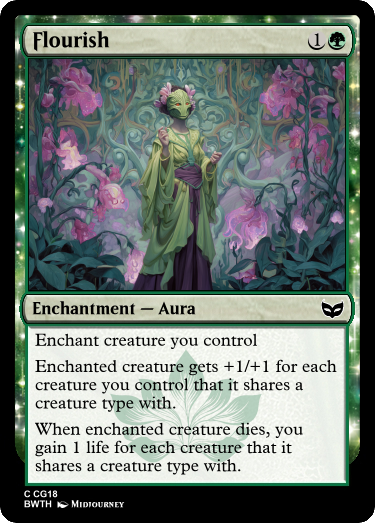 Flourish 1
Enchantment — Aura
Enchant creature you control
Enchanted creature gets +1/+1 for each
creature you control that it shares a
creature type with.
When enchanted creature dies, you
gain 1 life for each creature that it
shares a creature type with.
C CG18
BWTH Midjourney